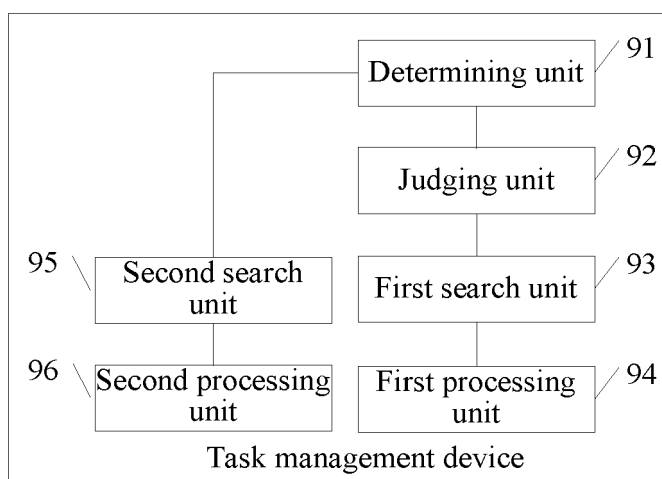 91
Determining unit
92
Judging unit
95
Second search
unit
93
First search unit
96
Second processing
unit
First processing
unit
94
Task management device